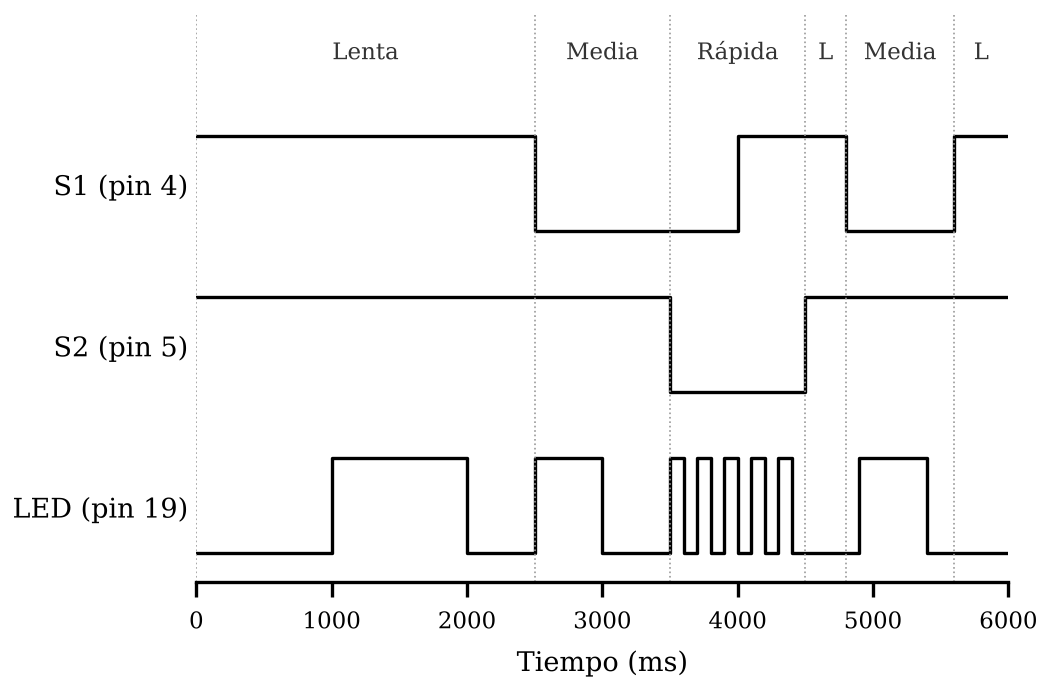 Lenta Media Rápida L Media L
S1 (pin 4)
S2 (pin 5)
LED (pin 19)
0 1000 2000 3000 4000 5000 6000
Tiempo (ms)